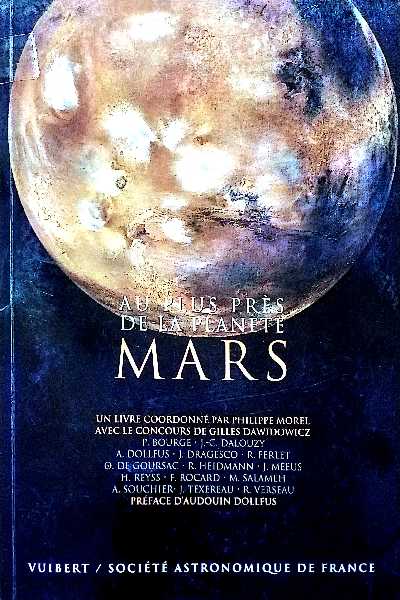 AU PLUS PRÈS
DE LA PLANÈTE
MARS
UN LIVRE COORDONNÉ PAR PHILIPPE MOREL
AVEC LE CONCOURS DE GILLES DAWIDOWICZ
P. BOURGE · J.-C. DALOUZY
A. DOLLFUS · J. DRAGESCO · R. FERLET
O. DE GOURSAC · R. HEIDMANN · J. MEEUS
H. REYSS · F. ROCARD · M. SALAMEH
A. SOUCHIER · J. TEXEREAU · R. VERSEAU
PRÉFACE D'AUDOUIN DOLLFUS
VUIBERT / SOCIÉTÉ ASTRONOMIQUE DE FRANCE